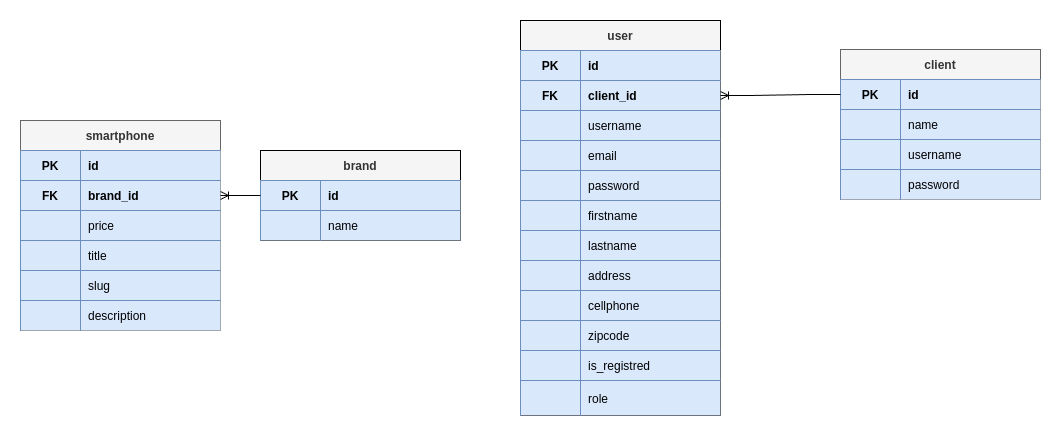 smartphone
PK id
FK brand_id
price
title
slug
description
brand
PK id
name
user
PK id
FK client_id
username
email
password
firstname
lastname
address
cellphone
zipcode
is_registred
role
client
PK id
name
username
password